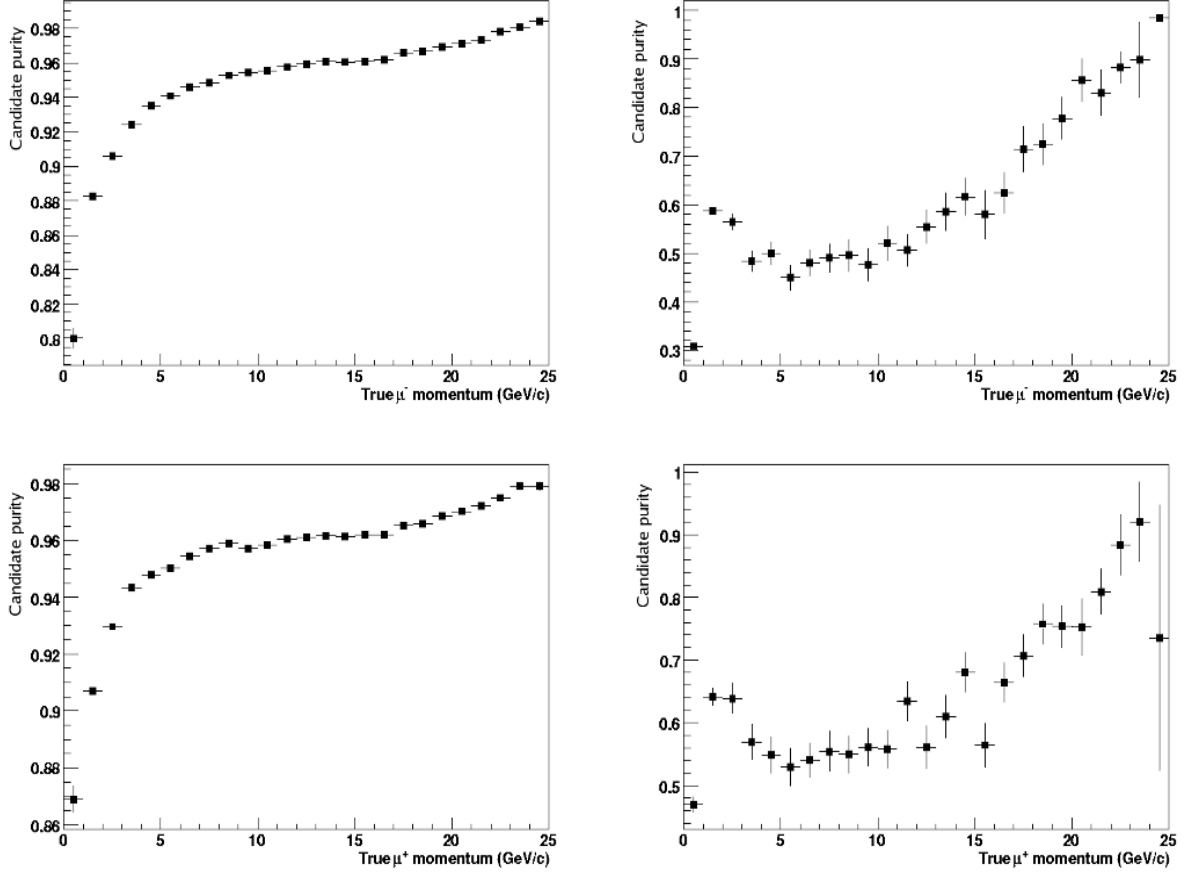 Candidate purity
0.98
0.96
0.94
0.92
0.9
0.88
0.86
0.84
0.82
0.8
0 5 10 15 20 25
True μ- momentum (GeV/c)
Candidate purity
1
0.9
0.8
0.7
0.6
0.5
0.4
0.3
0 5 10 15 20 25
True μ- momentum (GeV/c)
Candidate purity
0.98
0.96
0.94
0.92
0.9
0.88
0.86
0 5 10 15 20 25
True μ+ momentum (GeV/c)
Candidate purity
1
0.9
0.8
0.7
0.6
0.5
0 5 10 15 20 25
True μ+ momentum (GeV/c)